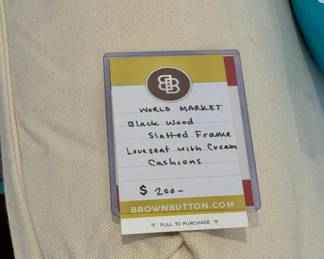 BB
WORLD MARKET
Black Wood
Slatted Frame
Loveseat with Cream
Cushions
$ 200-
BROWNBUTTON.COM
PULL TO PURCHASE